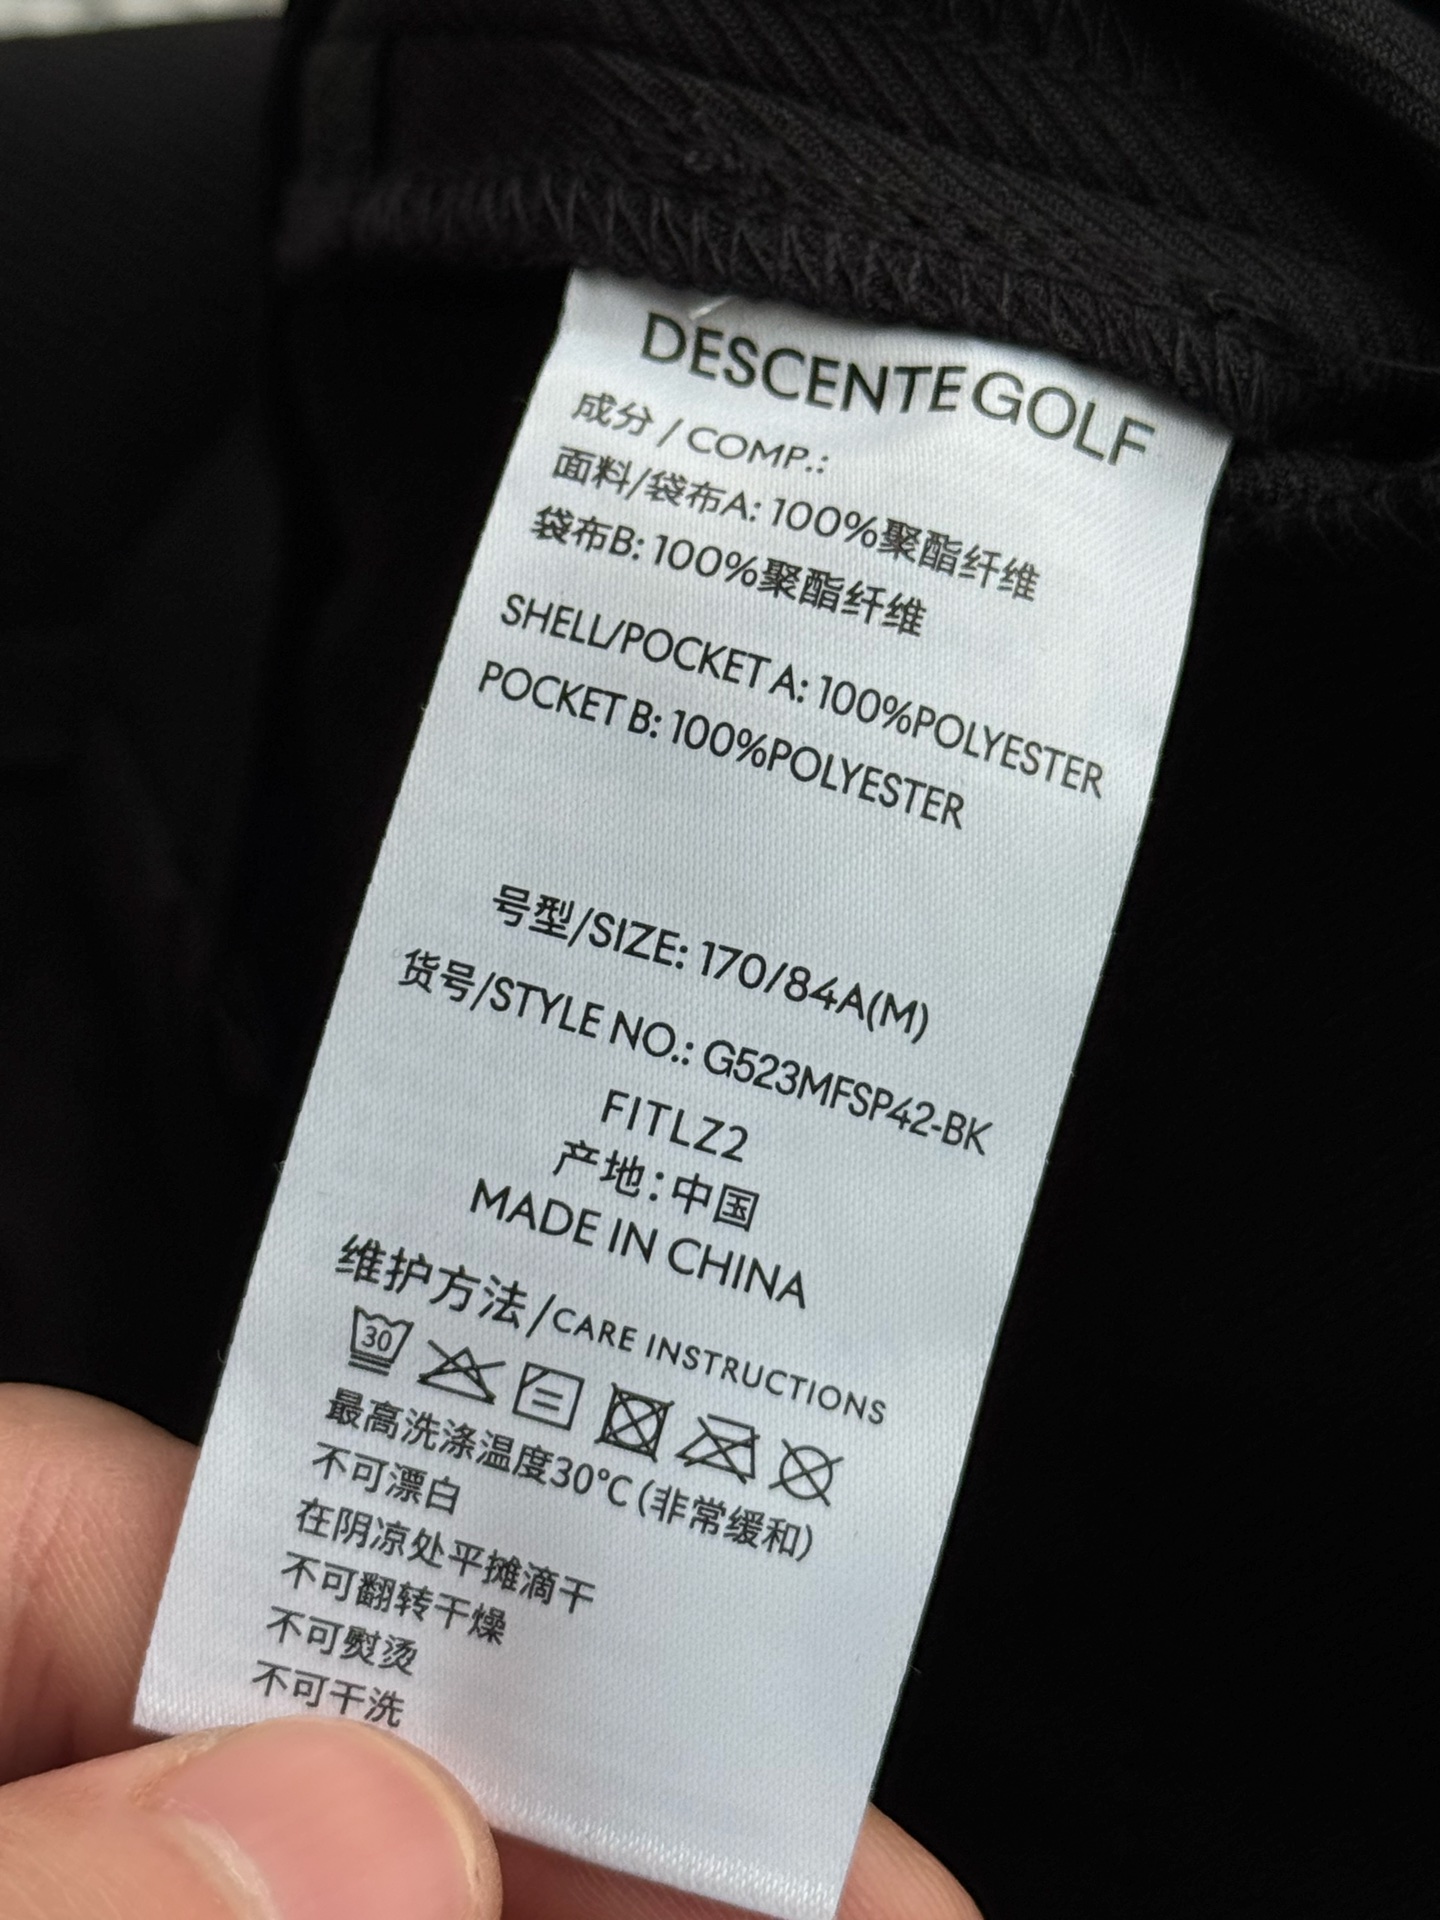 DESCENTE GOLF
成分 / COMP.:
面料/袋布A: 100%聚酯纤维
袋布B: 100%聚酯纤维
SHELL/POCKET A: 100%POLYESTER
POCKET B: 100%POLYESTER
号型/SIZE: 170/84A(M)
货号/STYLE NO.: G523MFSP42-BK
FITLZ2
产地:中国
MADE IN CHINA
维护方法/CARE INSTRUCTIONS
30
最高洗涤温度30℃(非常缓和)
不可漂白
在阴凉处平摊滴干
不可翻转干燥
不可熨烫
不可干洗